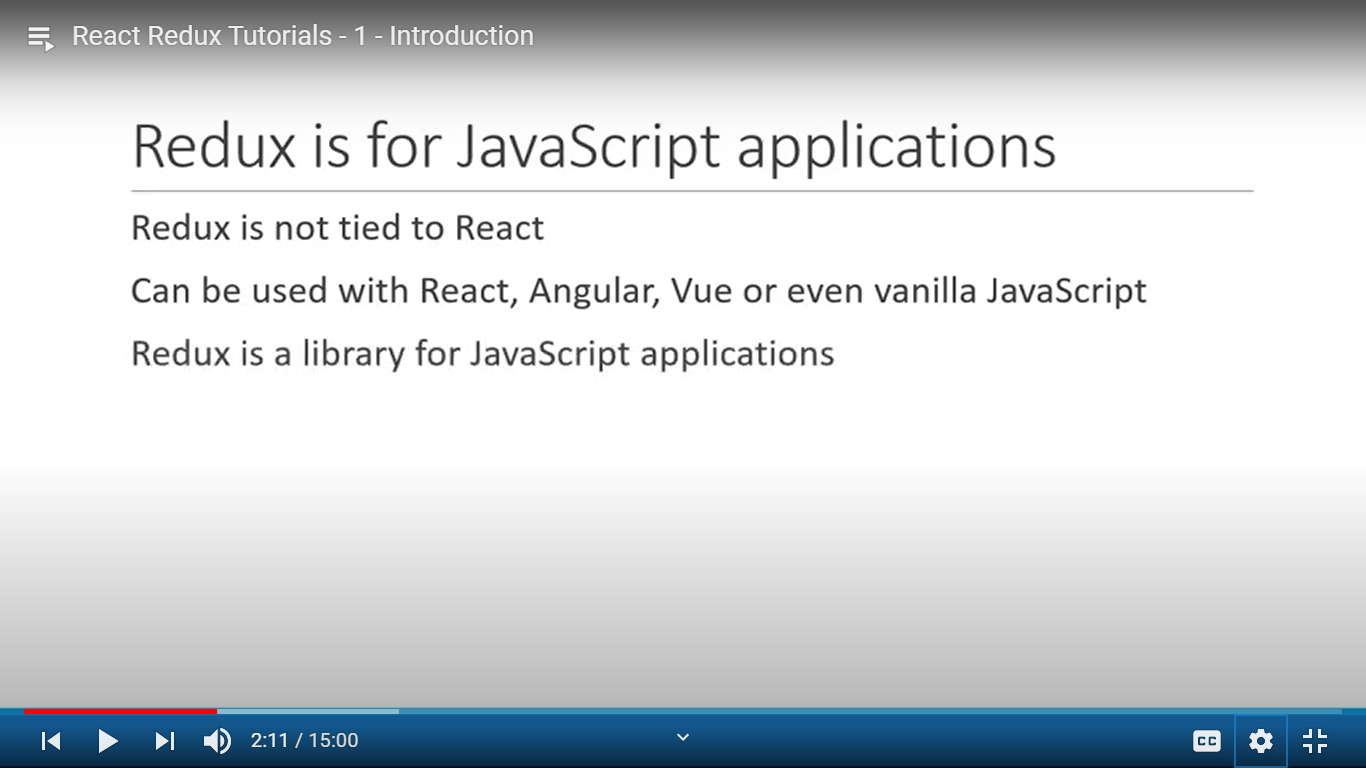 React Redux Tutorials - 1 - Introduction
Redux is for JavaScript applications
Redux is not tied to React
Can be used with React, Angular, Vue or even vanilla JavaScript
Redux is a library for JavaScript applications
2:11 / 15:00
CC